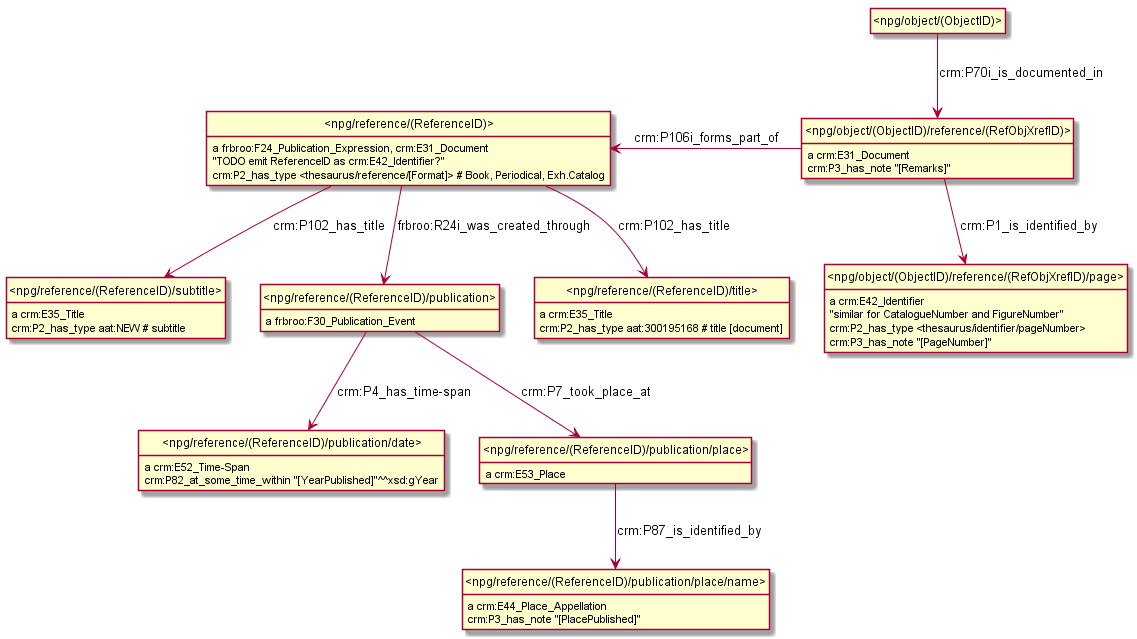 <npg/object/(ObjectID)>
crm:P70i_is_documented_in
<npg/reference/(ReferenceID)>
a frbroo:F24_Publication_Expression, crm:E31_Document
"TODO emit ReferenceID as crm:E42_Identifier?"
crm:P2_has_type <thesaurus/reference/[Format]> # Book, Periodical, Exh.Catalog
crm:P106i_forms_part_of
<npg/object/(ObjectID)/reference/(RefObjXrefID)>
a crm:E31_Document
crm:P3_has_note "[Remarks]"
crm:P102_has_title
frbroo:R24i_was_created_through
crm:P102_has_title
crm:P1_is_identified_by
<npg/reference/(ReferenceID)/subtitle>
a crm:E35_Title
crm:P2_has_type aat:NEW # subtitle
<npg/reference/(ReferenceID)/publication>
a frbroo:F30_Publication_Event
<npg/reference/(ReferenceID)/title>
a crm:E35_Title
crm:P2_has_type aat:300195168 # title [document]
<npg/object/(ObjectID)/reference/(RefObjXrefID)/page>
a crm:E42_Identifier
"similar for CatalogueNumber and FigureNumber"
crm:P2_has_type <thesaurus/identifier/pageNumber>
crm:P3_has_note "[PageNumber]"
crm:P4_has_time-span
crm:P7_took_place_at
<npg/reference/(ReferenceID)/publication/date>
a crm:E52_Time-Span
crm:P82_at_some_time_within "[YearPublished]"^^xsd:gYear
<npg/reference/(ReferenceID)/publication/place>
a crm:E53_Place
crm:P87_is_identified_by
<npg/reference/(ReferenceID)/publication/place/name>
a crm:E44_Place_Appellation
crm:P3_has_note "[PlacePublished]"